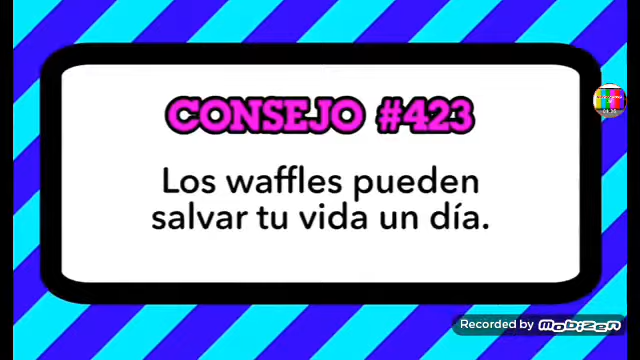 CONSEJO #423
Los waffles pueden
salvar tu vida un día.
Recorded by mobizen